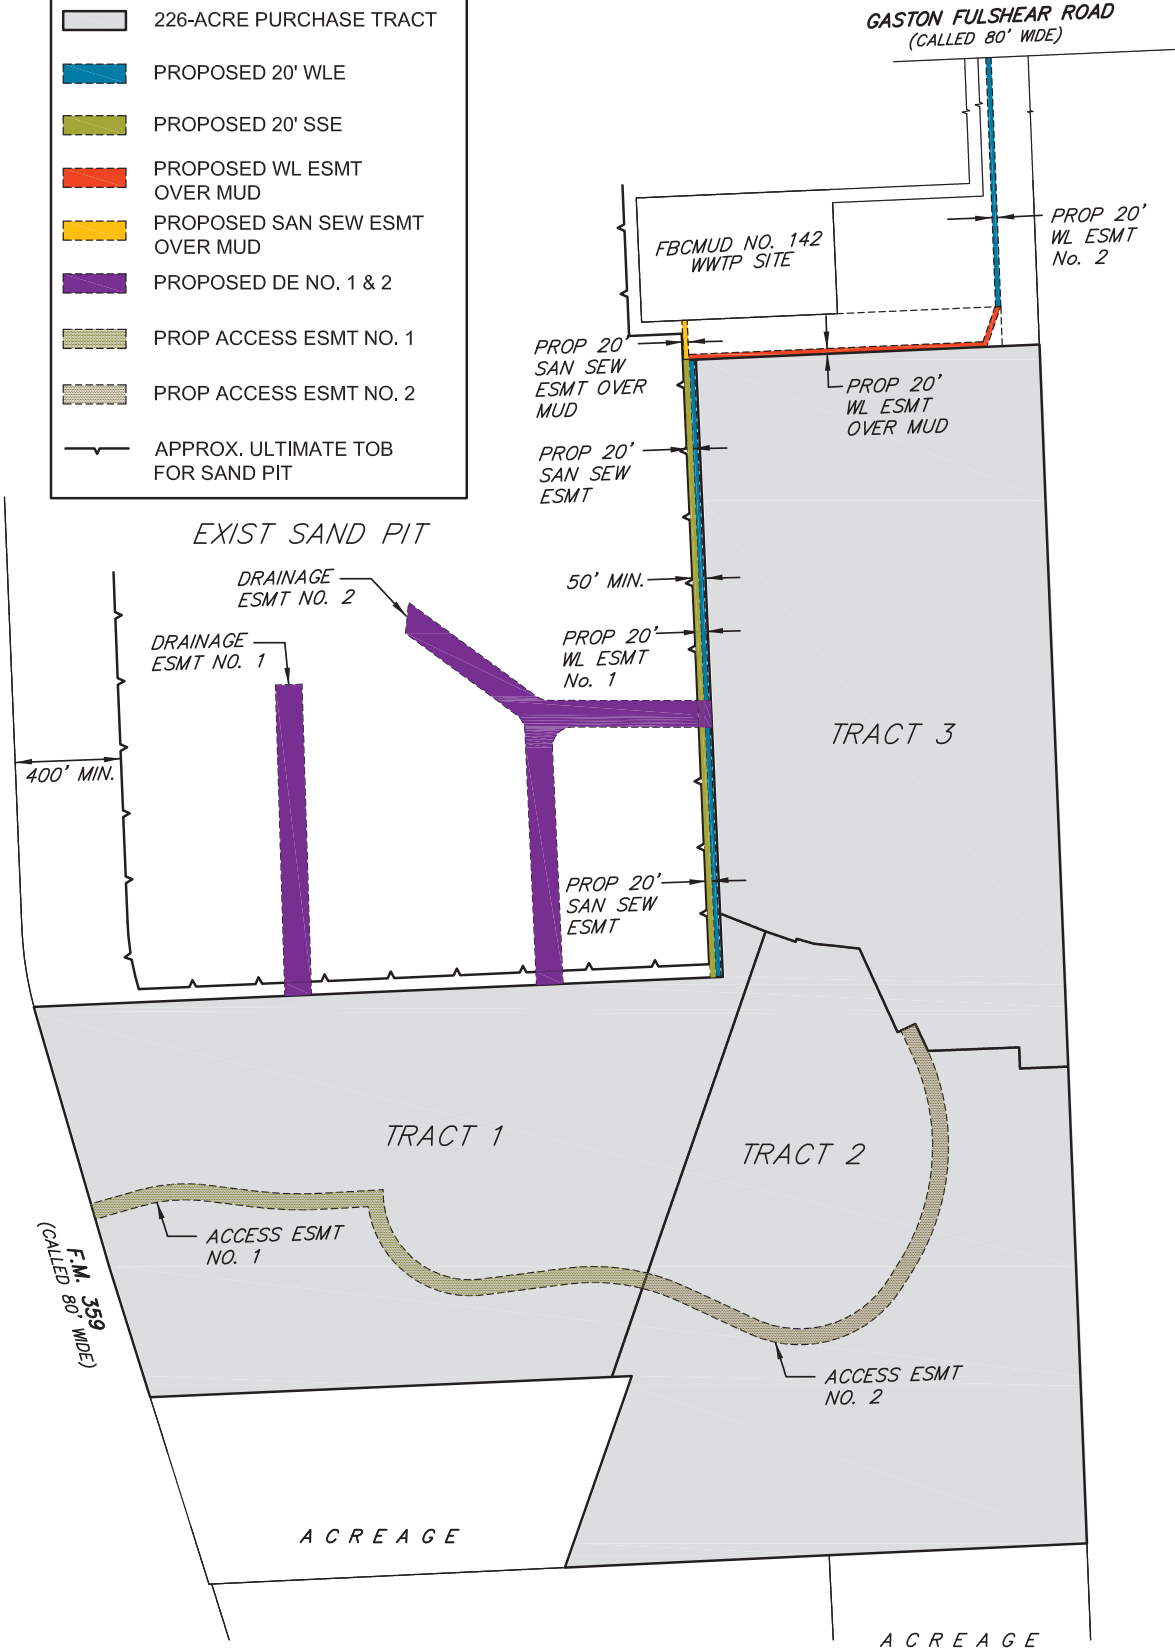 226-ACRE PURCHASE TRACT
PROPOSED 20' WLE
PROPOSED 20' SSE
PROPOSED WL ESMT
OVER MUD
PROPOSED SAN SEW ESMT
OVER MUD
PROPOSED DE NO. 1 & 2
PROP ACCESS ESMT NO. 1
PROP ACCESS ESMT NO. 2
APPROX. ULTIMATE TOB
FOR SAND PIT
GASTON FULSHEAR ROAD
(CALLED 80' WIDE)
PROP 20'
WL ESMT
No. 2
FBCMUD NO. 142
WWTP SITE
PROP 20'
SAN SEW
ESMT OVER
MUD
PROP 20'
WL ESMT
OVER MUD
PROP 20'
SAN SEW
ESMT
EXIST SAND PIT
DRAINAGE
ESMT NO. 2
50' MIN.
DRAINAGE
ESMT NO. 1
PROP 20'
WL ESMT
No. 1
TRACT 3
400' MIN.
PROP 20'
SAN SEW
ESMT
TRACT 1
TRACT 2
ACCESS ESMT
NO. 1
F.M. 359
(CALLED 80' WIDE)
ACCESS ESMT
NO. 2
ACREAGE
ACREAGE